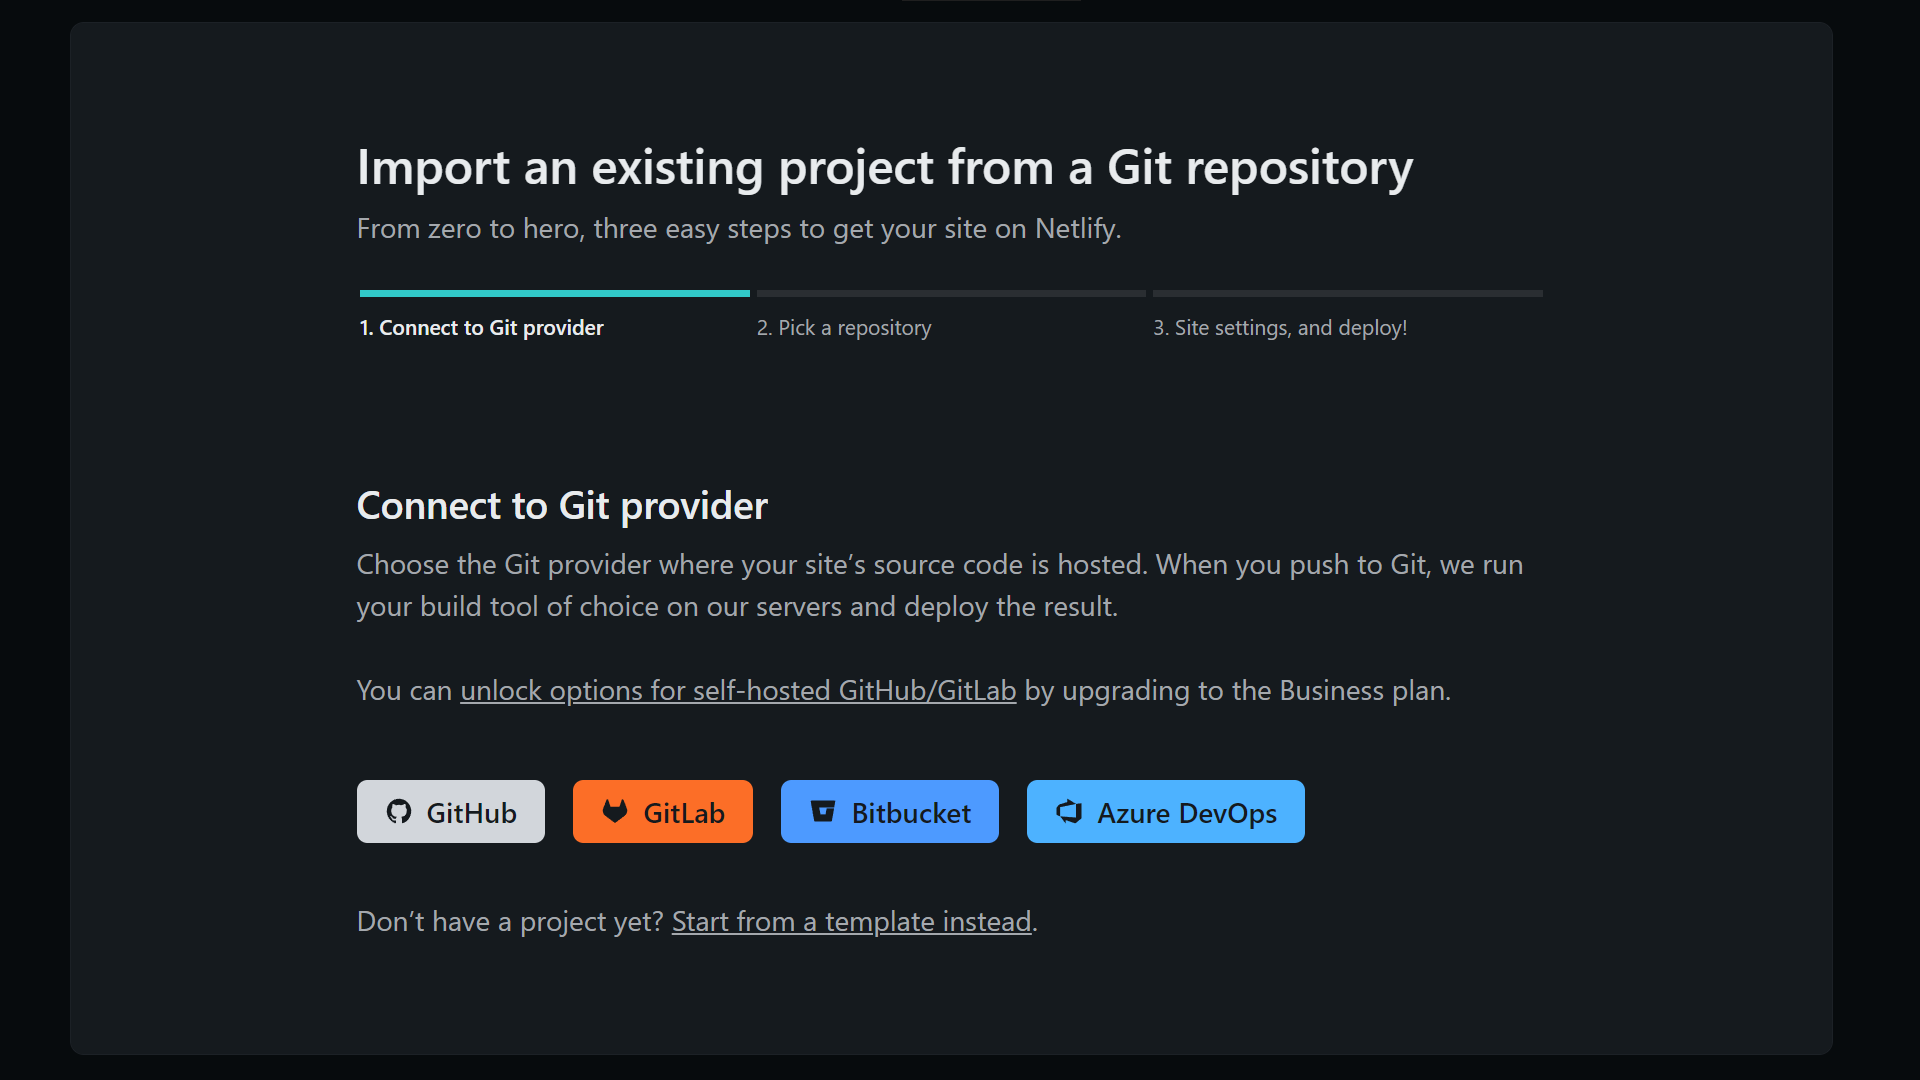 Import an existing project from a Git repository
From zero to hero, three easy steps to get your site on Netlify.
1. Connect to Git provider
2. Pick a repository
3. Site settings, and deploy!
Connect to Git provider
Choose the Git provider where your site’s source code is hosted. When you push to Git, we run
your build tool of choice on our servers and deploy the result.
You can unlock options for self-hosted GitHub/GitLab by upgrading to the Business plan.
GitHub
GitLab
Bitbucket
Azure DevOps
Don’t have a project yet? Start from a template instead.